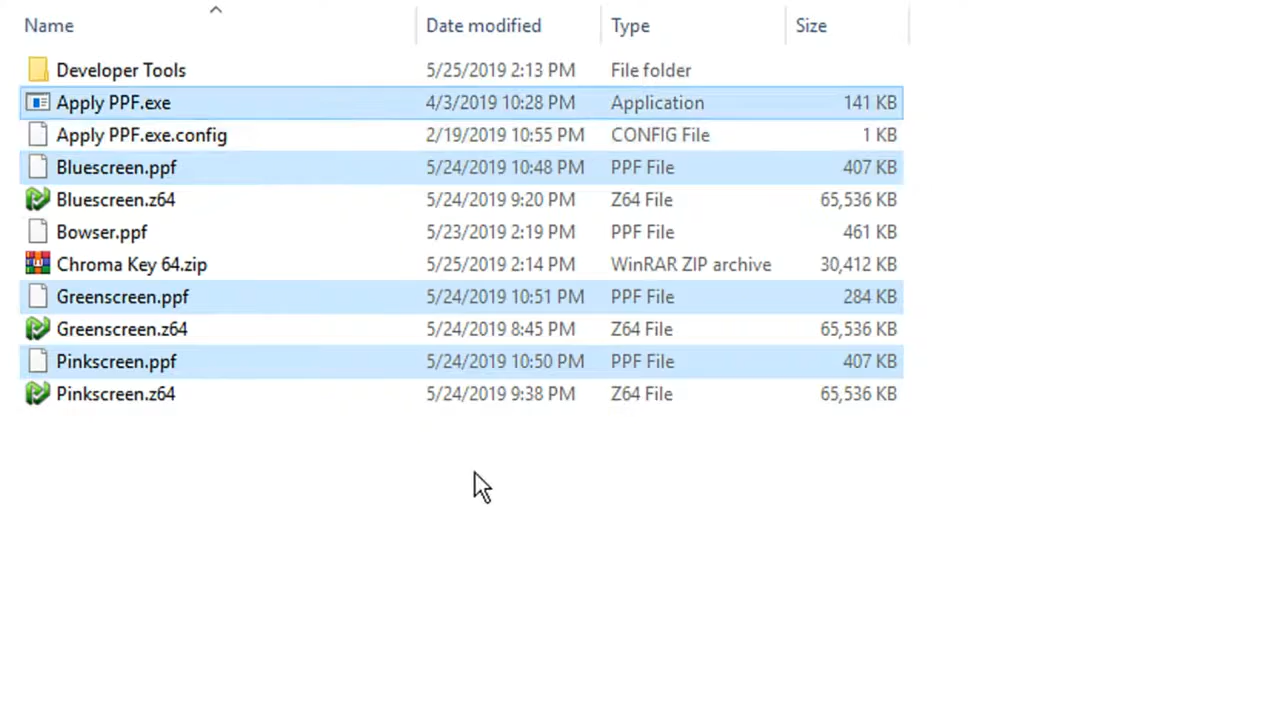 Name Date modified Type Size
Developer Tools 5/25/2019 2:13 PM File folder
Apply PPF.exe 4/3/2019 10:28 PM Application 141 KB
Apply PPF.exe.config 2/19/2019 10:55 PM CONFIG File 1 KB
Bluescreen.ppf 5/24/2019 10:48 PM PPF File 407 KB
Bluescreen.z64 5/24/2019 9:20 PM Z64 File 65,536 KB
Bowser.ppf 5/23/2019 2:19 PM PPF File 461 KB
Chroma Key 64.zip 5/25/2019 2:14 PM WinRAR ZIP archive 30,412 KB
Greenscreen.ppf 5/24/2019 10:51 PM PPF File 284 KB
Greenscreen.z64 5/24/2019 8:45 PM Z64 File 65,536 KB
Pinkscreen.ppf 5/24/2019 10:50 PM PPF File 407 KB
Pinkscreen.z64 5/24/2019 9:38 PM Z64 File 65,536 KB